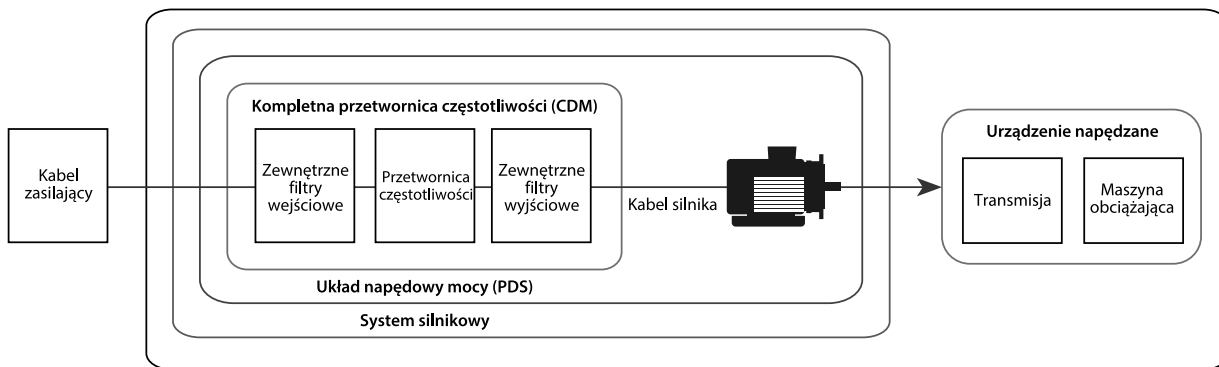 Kompletna przetwornica częstotliwości (CDM)
Urządzenie napędzane
Kabel
zasilający
Zewnętrzne
filtry
wejściowe
Przetwornica
częstotliwości
Zewnętrzne
filtry
wyjściowe
Kabel silnika
Transmisja
Maszyna
obciążająca
Układ napędowy mocy (PDS)
System silnikowy